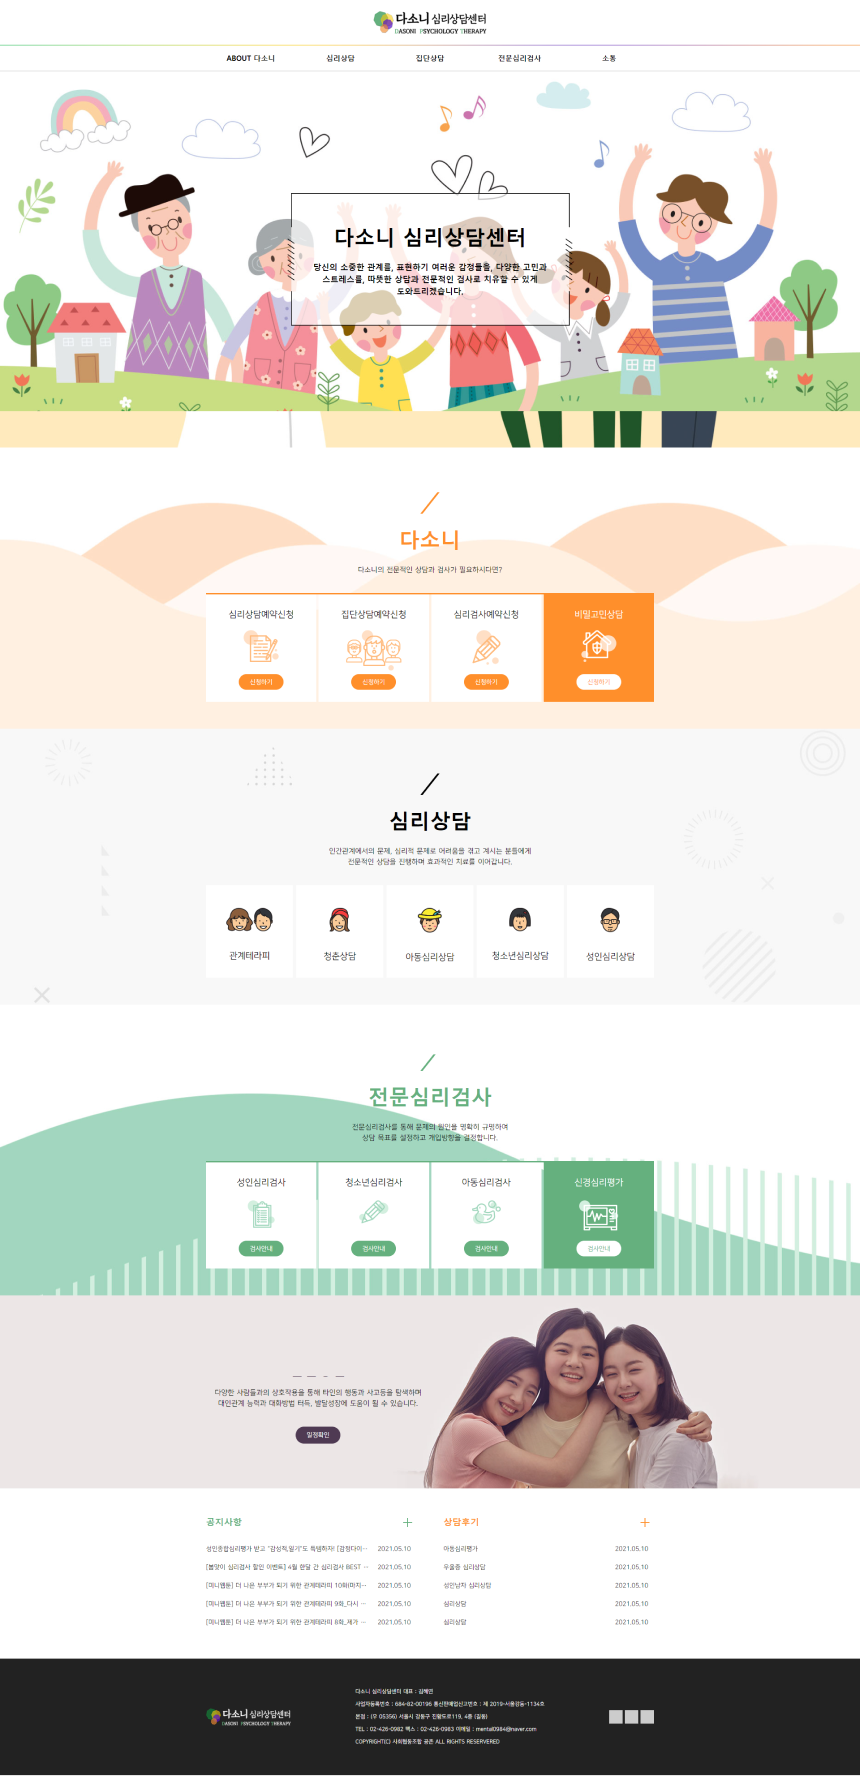 다소니 심리상담센터
DASONI PSYCHOLOGY THERAPY
ABOUT 다소니 심리상담 집단상담 전문심리검사 소통
다소니 심리상담센터
당신의 소중한 관계를, 표현하기 여려운 감정들을, 다양한 고민과
스트레스를, 따뜻한 상담과 전문적인 검사로 치유할 수 있게
도와드리겠습니다.
다소니
다소니의 전문적인 상담과 검사가 필요하시다면?
심리상담예약신청 집단상담예약신청 심리검사예약신청 비밀고민상담
신청하기 신청하기 신청하기 신청하기
심리상담
인간관계에서의 문제, 심리적 문제로 어려움을 겪고 계시는 분들에게
전문적인 상담을 진행하며 효과적인 치료를 이어갑니다.
관계테라피 청춘상담 아동심리상담 청소년심리상담 성인심리상담
전문심리검사
전문심리검사를 통해 문제의 원인을 명확히 규명하여
상담 목표를 설정하고 개입방향을 결정합니다.
성인심리검사 청소년심리검사 아동심리검사 신경심리평가
검사안내 검사안내 검사안내 검사안내
다양한 사람들과의 상호작용을 통해 타인의 행동과 사고등을 탐색하며
대인관계 능력과 대화방법 터득, 발달성장에 도움이 될 수 있습니다.
일정확인
공지사항
성인종합심리평가 받고 "감성적,일기"도 득템하자! [감정다이… 2021.05.10
[봄맞이 심리검사 할인 이벤트] 4월 한달 간 심리검사 BEST … 2021.05.10
[미니웹툰] 더 나은 부부가 되기 위한 관계테라피 10화(마지… 2021.05.10
[미니웹툰] 더 나은 부부가 되기 위한 관계테라피 9화_다시 … 2021.05.10
[미니웹툰] 더 나은 부부가 되기 위한 관계테라피 8화_제가 … 2021.05.10
상담후기
아동심리평가 2021.05.10
우울증 심리상담 2021.05.10
성인남자 심리상담 2021.05.10
심리상담 2021.05.10
심리상담 2021.05.10
다소니 심리상담센터
DASONI PSYCHOLOGY THERAPY
다소니 심리상담센터 대표 : 김혜연
사업자등록번호 : 684-82-00196 통신판매업신고번호 : 제 2019-서울강동-1134호
본점 : (우 05356) 서울시 강동구 진황도로119, 4층 (길동)
TEL : 02-426-0982 팩스 : 02-426-0983 이메일 : mental0984@naver.com
COPYRIGHT(C) 사회협동조합 공존 ALL RIGHTS RESERVERED